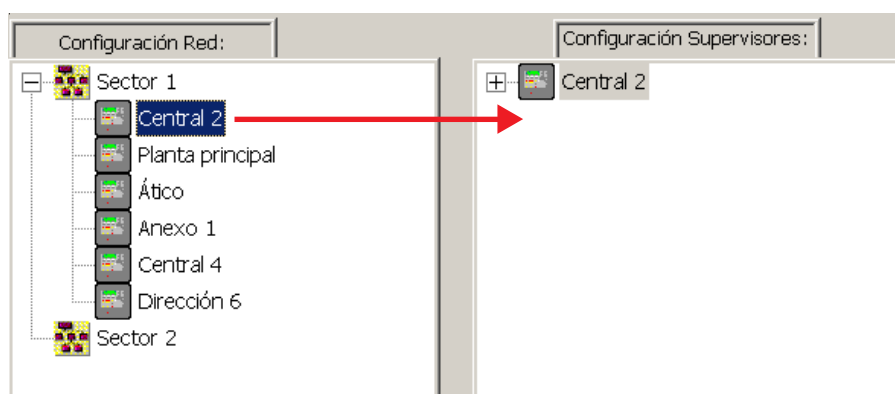 Configuración Red:
Sector 1
Central 2
Planta principal
Ático
Anexo 1
Central 4
Dirección 6
Sector 2
Configuración Supervisores:
Central 2